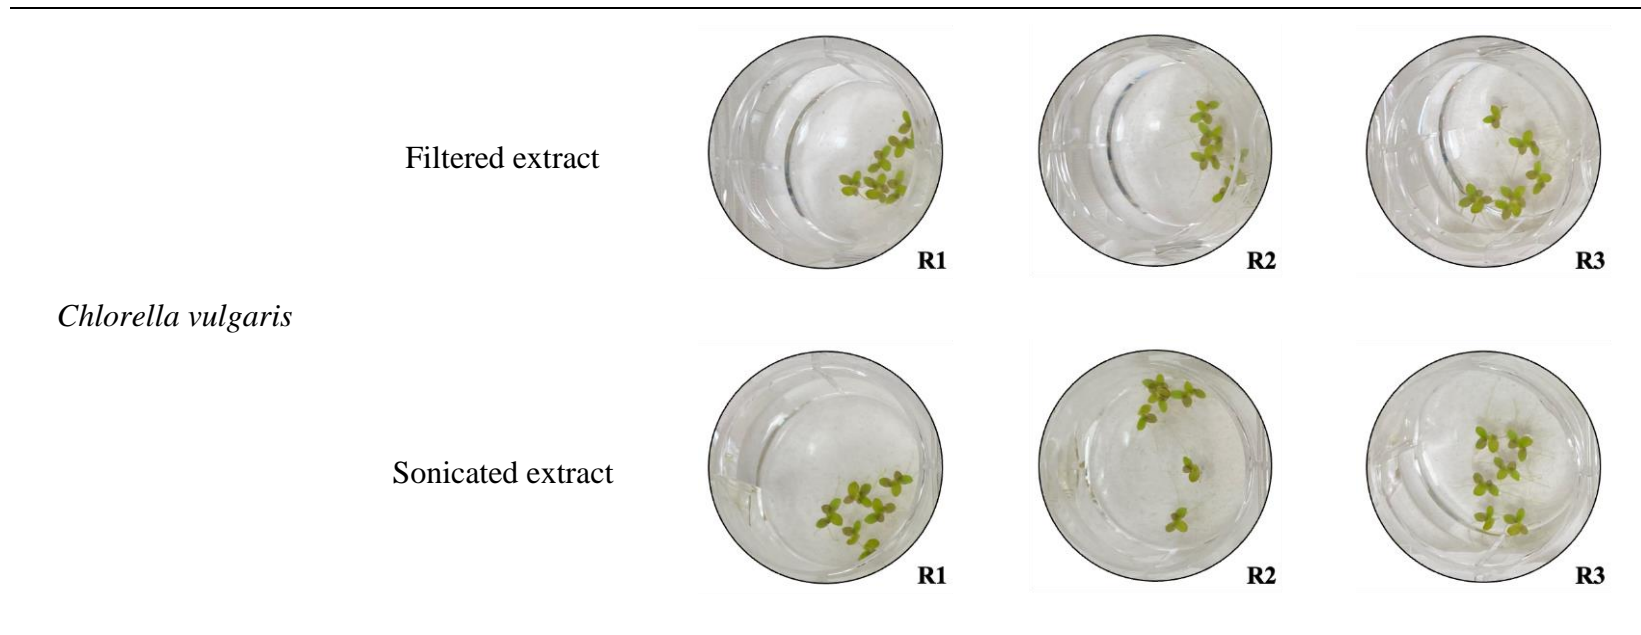 Filtered extract
R1
R2
R3
Chlorella vulgaris
Sonicated extract
R1
R2
R3